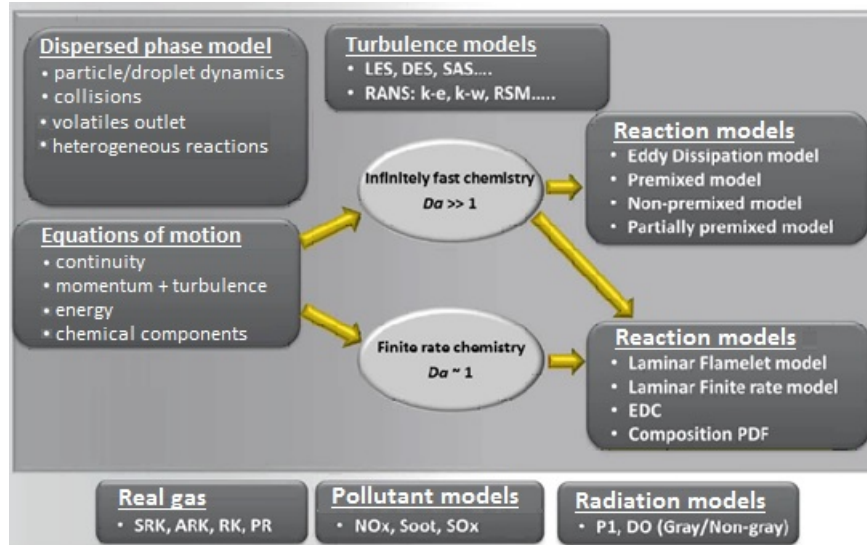 Dispersed phase model
• particle/droplet dynamics
• collisions
• volatiles outlet
• heterogeneous reactions
Turbulence models
• LES, DES, SAS....
• RANS: k-e, k-w, RSM.....
Infinitely fast chemistry
Da >> 1
Reaction models
• Eddy Dissipation model
• Premixed model
• Non-premixed model
• Partially premixed model
Equations of motion
• continuity
• momentum + turbulence
• energy
• chemical components
Finite rate chemistry
Da ~ 1
Reaction models
• Laminar Flamelet model
• Laminar Finite rate model
• EDC
• Composition PDF
Real gas
• SRK, ARK, RK, PR
Pollutant models
• NOx, Soot, SOx
Radiation models
• P1, DO (Gray/Non-gray)